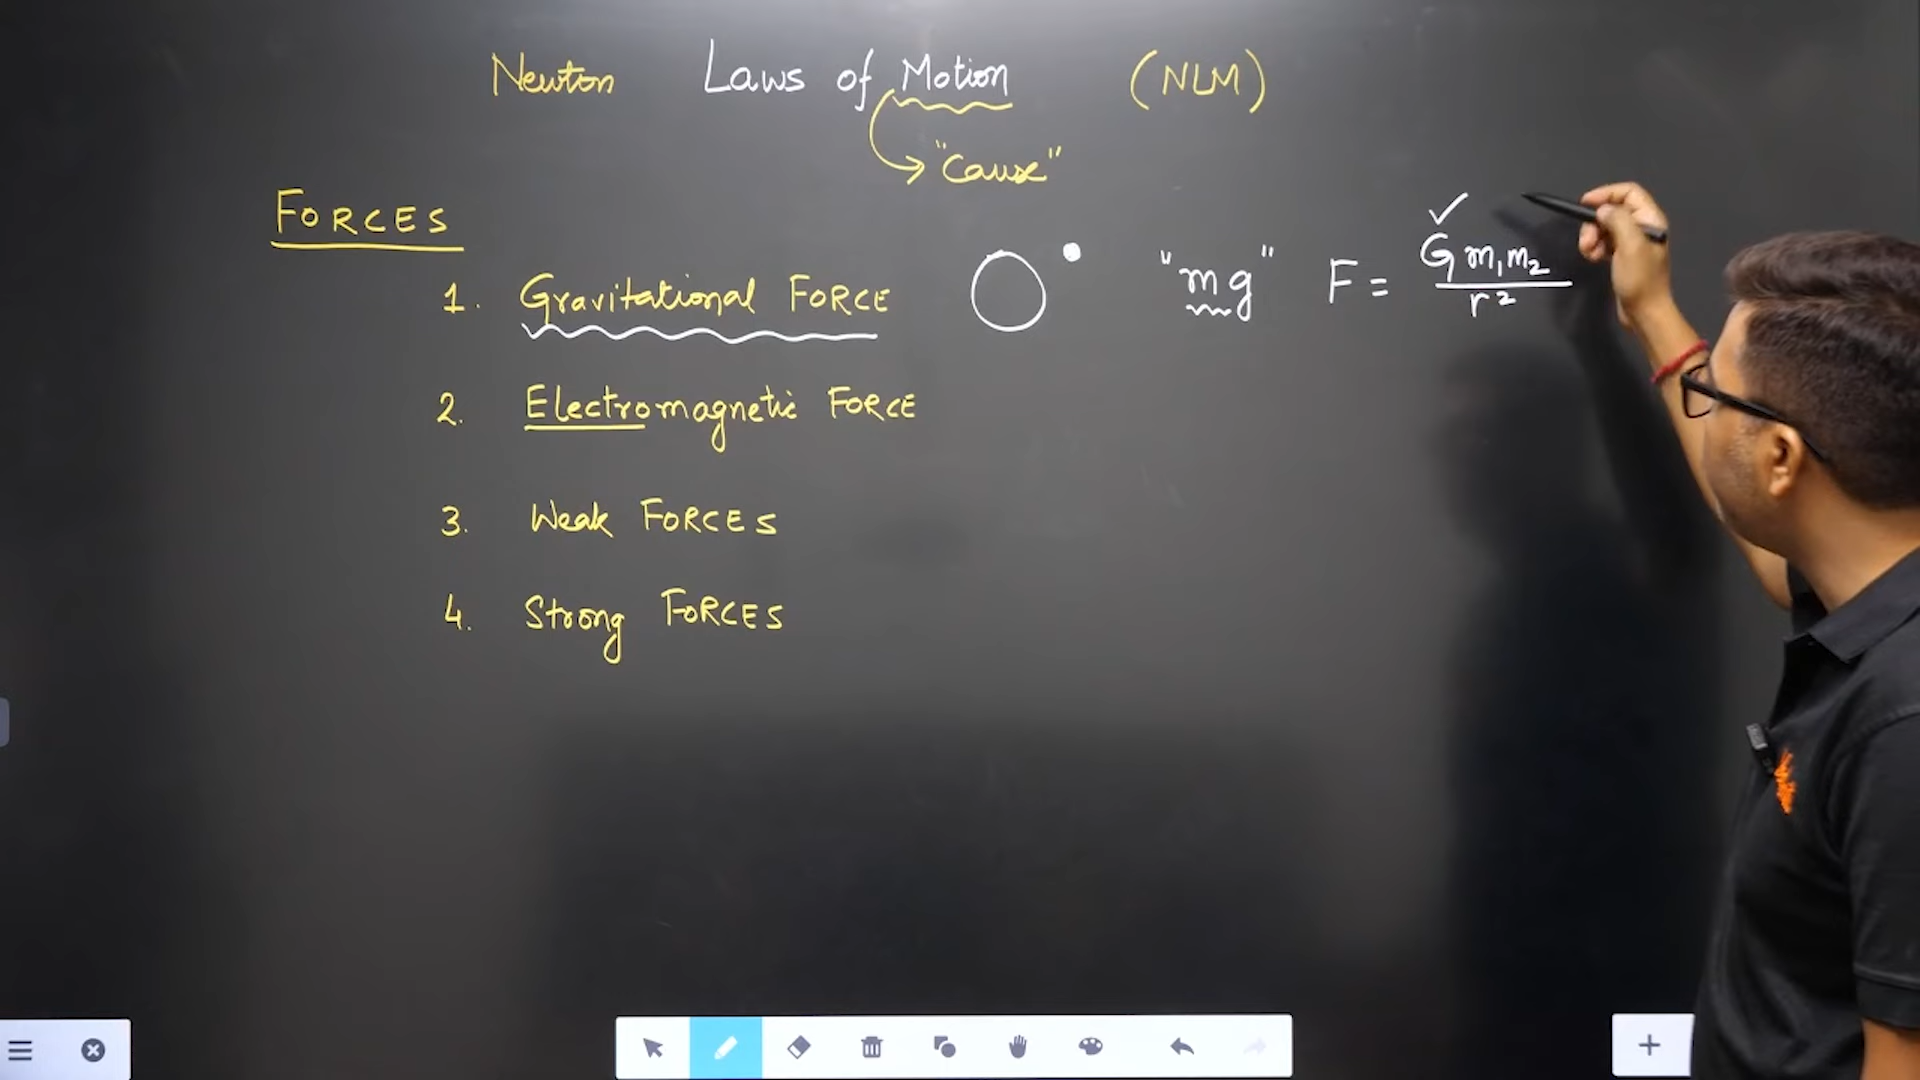 Newton Laws of Motion (NLM)
"Cause"
FORCES
1. Gravitational FORCE "mg" F = G m₁m₂ / r²
2. Electromagnetic FORCE
3. Weak FORCES
4. Strong FORCES